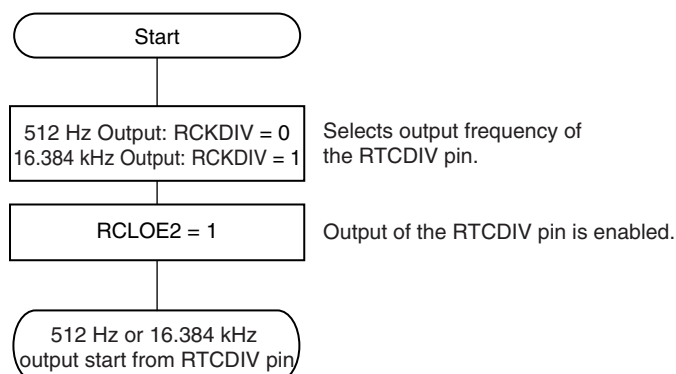 Start
512 Hz Output: RCKDIV = 0
16.384 kHz Output: RCKDIV = 1
Selects output frequency of
the RTCDIV pin.
RCLOE2 = 1
Output of the RTCDIV pin is enabled.
512 Hz or 16.384 kHz
output start from RTCDIV pin